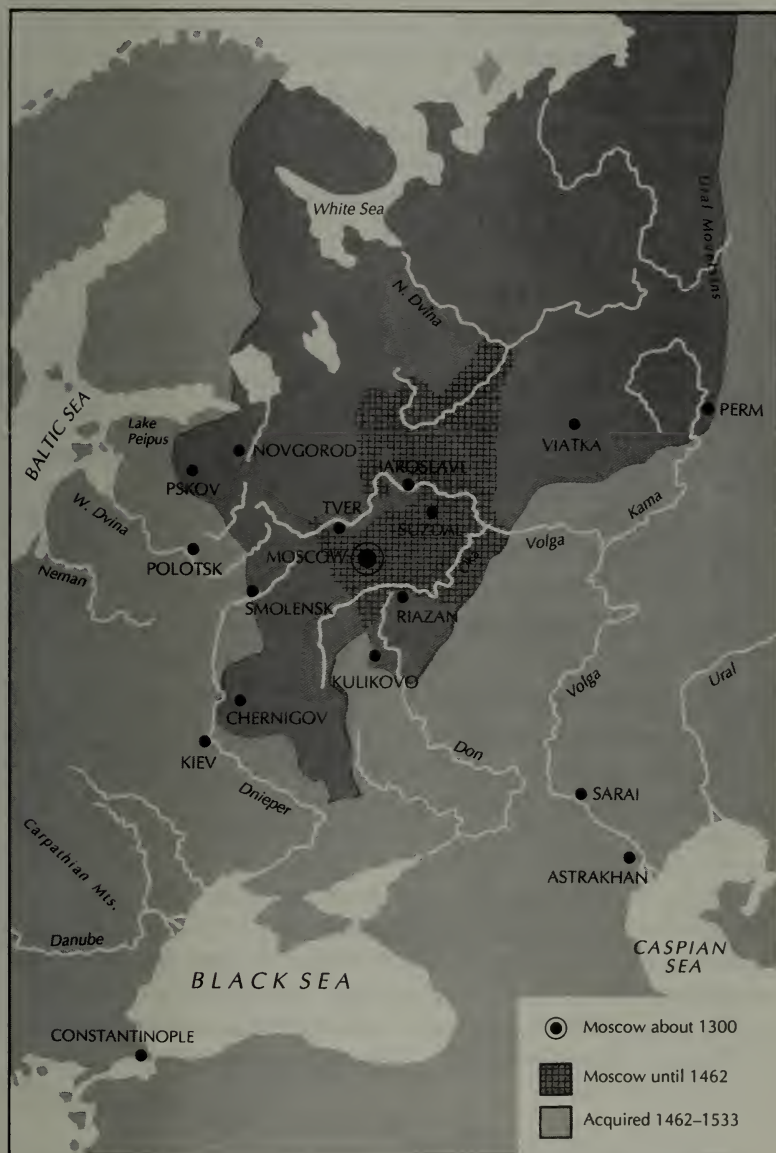 White Sea
Ural Mountains
N. Dvina
BALTIC SEA
Lake
Peipus
NOVGOROD
PSKOV
VIATKA
PERM
IAROSLAVL
W. Dvina
TVER
SUZDAL
Kama
MOSCOW
Volga
Oka
POLOTSK
Neman
SMOLENSK
RIAZAN
KULIKOVO
Volga
Ural
CHERNIGOV
KIEV
Don
Dnieper
SARAI
Carpathian Mts.
ASTRAKHAN
Danube
BLACK SEA
CASPIAN
SEA
CONSTANTINOPLE
Moscow about 1300
Moscow until 1462
Acquired 1462–1533